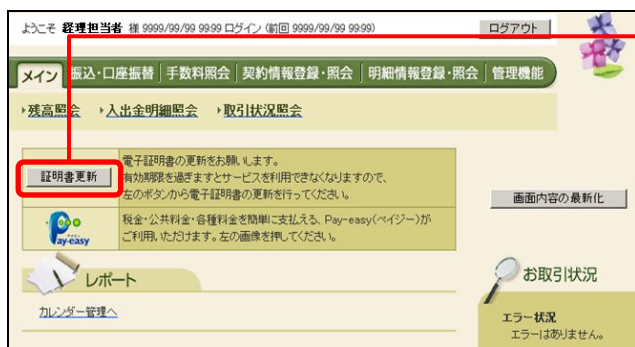 ようこそ 経理担当者 様 9999/99/99 99:99 ログイン (前回 9999/99/99 99:99)
ログアウト
メイン 振込・口座振替 手数料照会 契約情報登録・照会 明細情報登録・照会 管理機能
残高照会 入出金明細照会 取引状況照会
証明書更新
電子証明書の更新をお願いします。
有効期限を過ぎますとサービスを利用できなくなりますので、
左のボタンから電子証明書の更新を行ってください。
画面内容の最新化
Pay-easy
税金・公共料金・各種料金を簡単に支払える、Pay-easy(ペイジー)が
ご利用いただけます。左の画像を押してください。
レポート
お取引状況
カレンダー管理へ
エラー状況
エラーはありません。